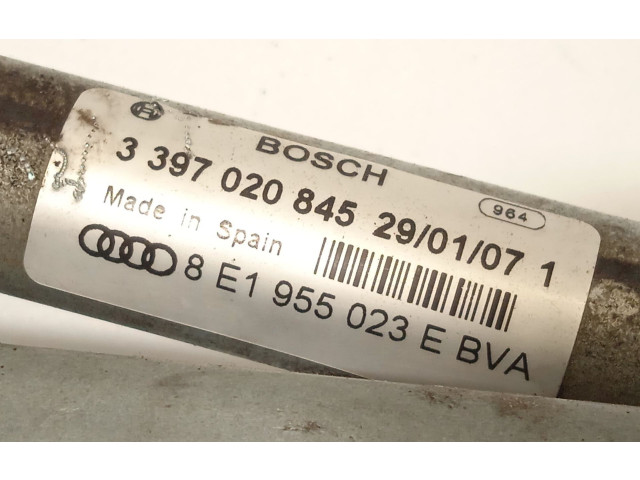 BOSCH
964
3 397 020 845 29/01/07 1
Made in Spain
8 E1 955 023 E BVA